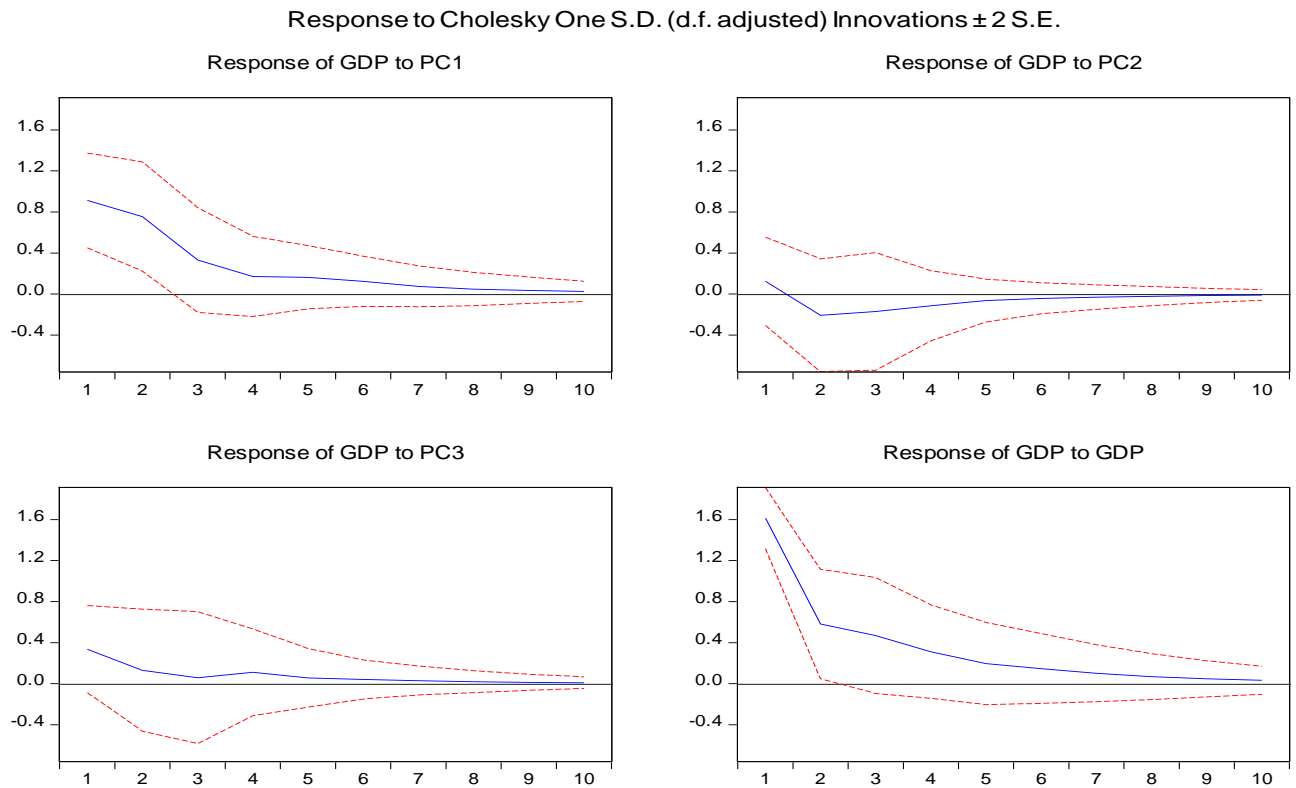 Response to Cholesky One S.D. (d.f. adjusted) Innovations ± 2 S.E.
Response of GDP to PC1
1.6
1.2
0.8
0.4
0.0
-0.4
1 2 3 4 5 6 7 8 9 10
Response of GDP to PC2
1.6
1.2
0.8
0.4
0.0
-0.4
1 2 3 4 5 6 7 8 9 10
Response of GDP to PC3
1.6
1.2
0.8
0.4
0.0
-0.4
1 2 3 4 5 6 7 8 9 10
Response of GDP to GDP
1.6
1.2
0.8
0.4
0.0
-0.4
1 2 3 4 5 6 7 8 9 10